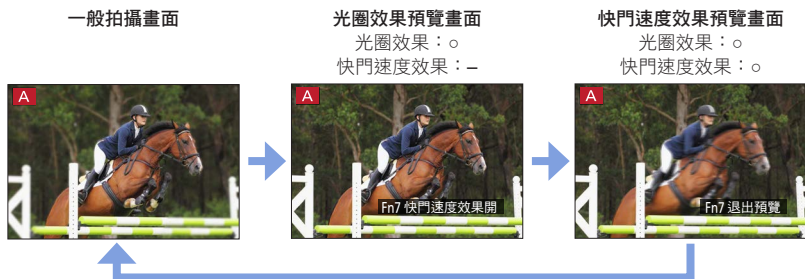 一般拍攝畫面
光圈效果預覽畫面
光圈效果：○
快門速度效果：–
快門速度效果預覽畫面
光圈效果：○
快門速度效果：○
A
A
Fn7 快門速度效果開
A
Fn7 退出預覽